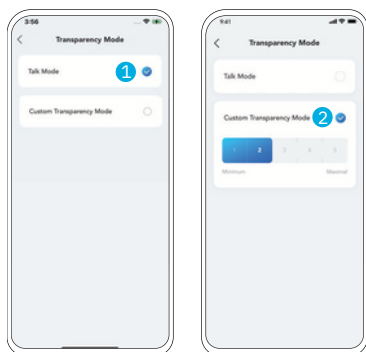 3:56
Transparency Mode
Talk Mode
1
Custom Transparency Mode
9:41
Transparency Mode
Talk Mode
Custom Transparency Mode
2
1 2 3 4 5
Minimum Maximal